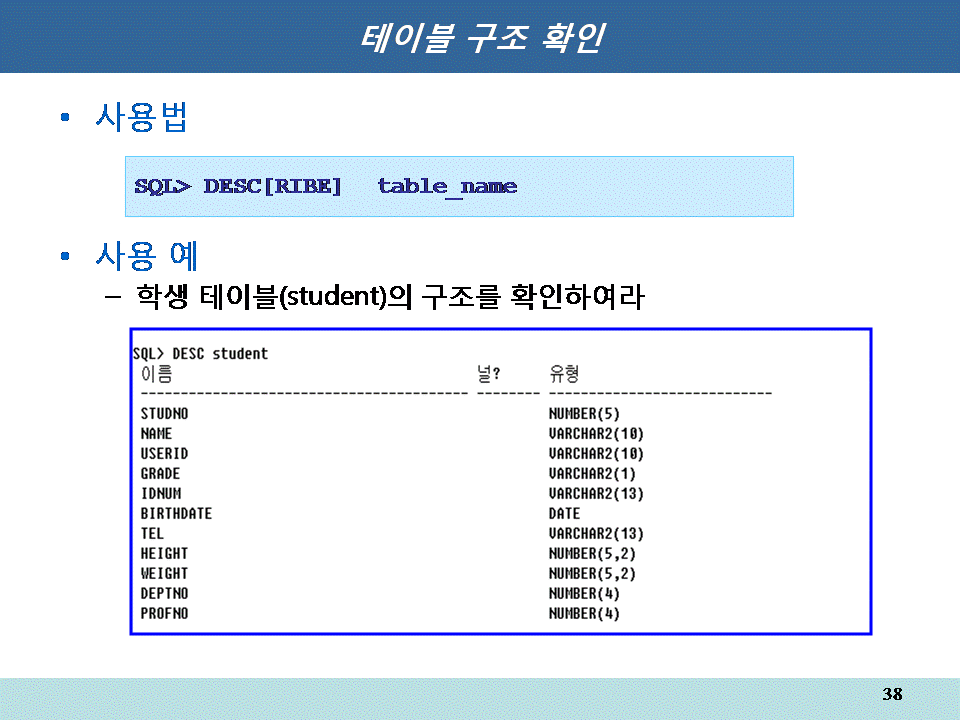 테이블 구조 확인
• 사용법
SQL> DESC[RIBE] table_name
• 사용 예
– 학생 테이블(student)의 구조를 확인하여라
SQL> DESC student
이름 널? 유형
----------------------------------------- -------- ----------------------------
STUDNO NUMBER(5)
NAME VARCHAR2(10)
USERID VARCHAR2(10)
GRADE VARCHAR2(1)
IDNUM VARCHAR2(13)
BIRTHDATE DATE
TEL VARCHAR2(13)
HEIGHT NUMBER(5,2)
WEIGHT NUMBER(5,2)
DEPTNO NUMBER(4)
PROFNO NUMBER(4)
38